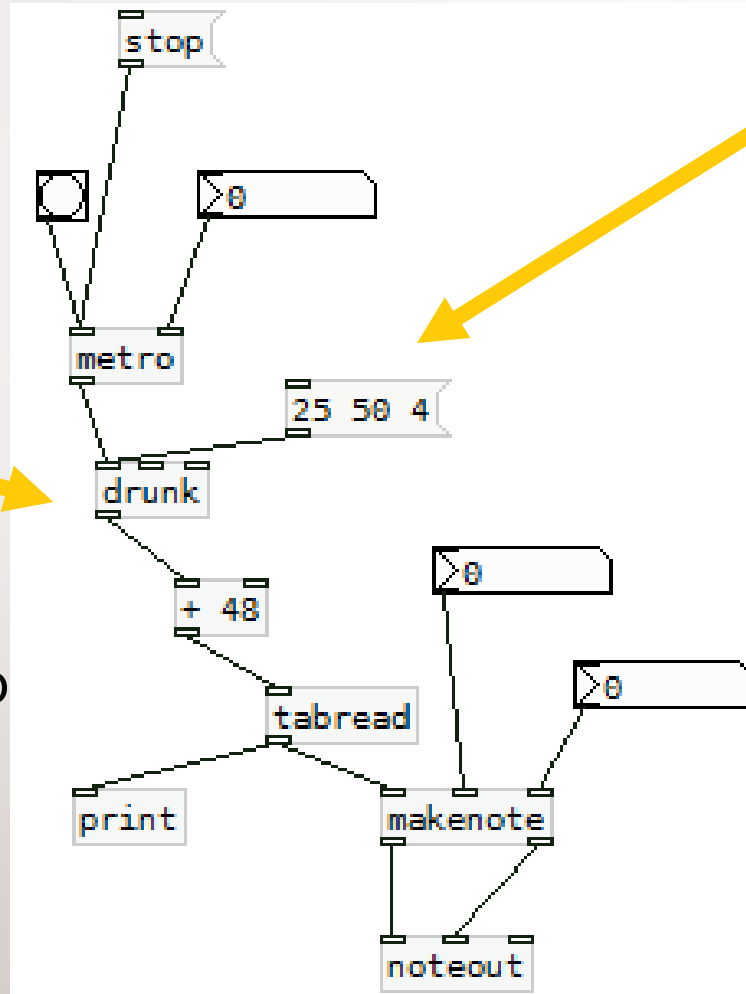 stop
0
metro
25 50 4
drunk
0
+ 48
0
tabread
print
makenote
noteout